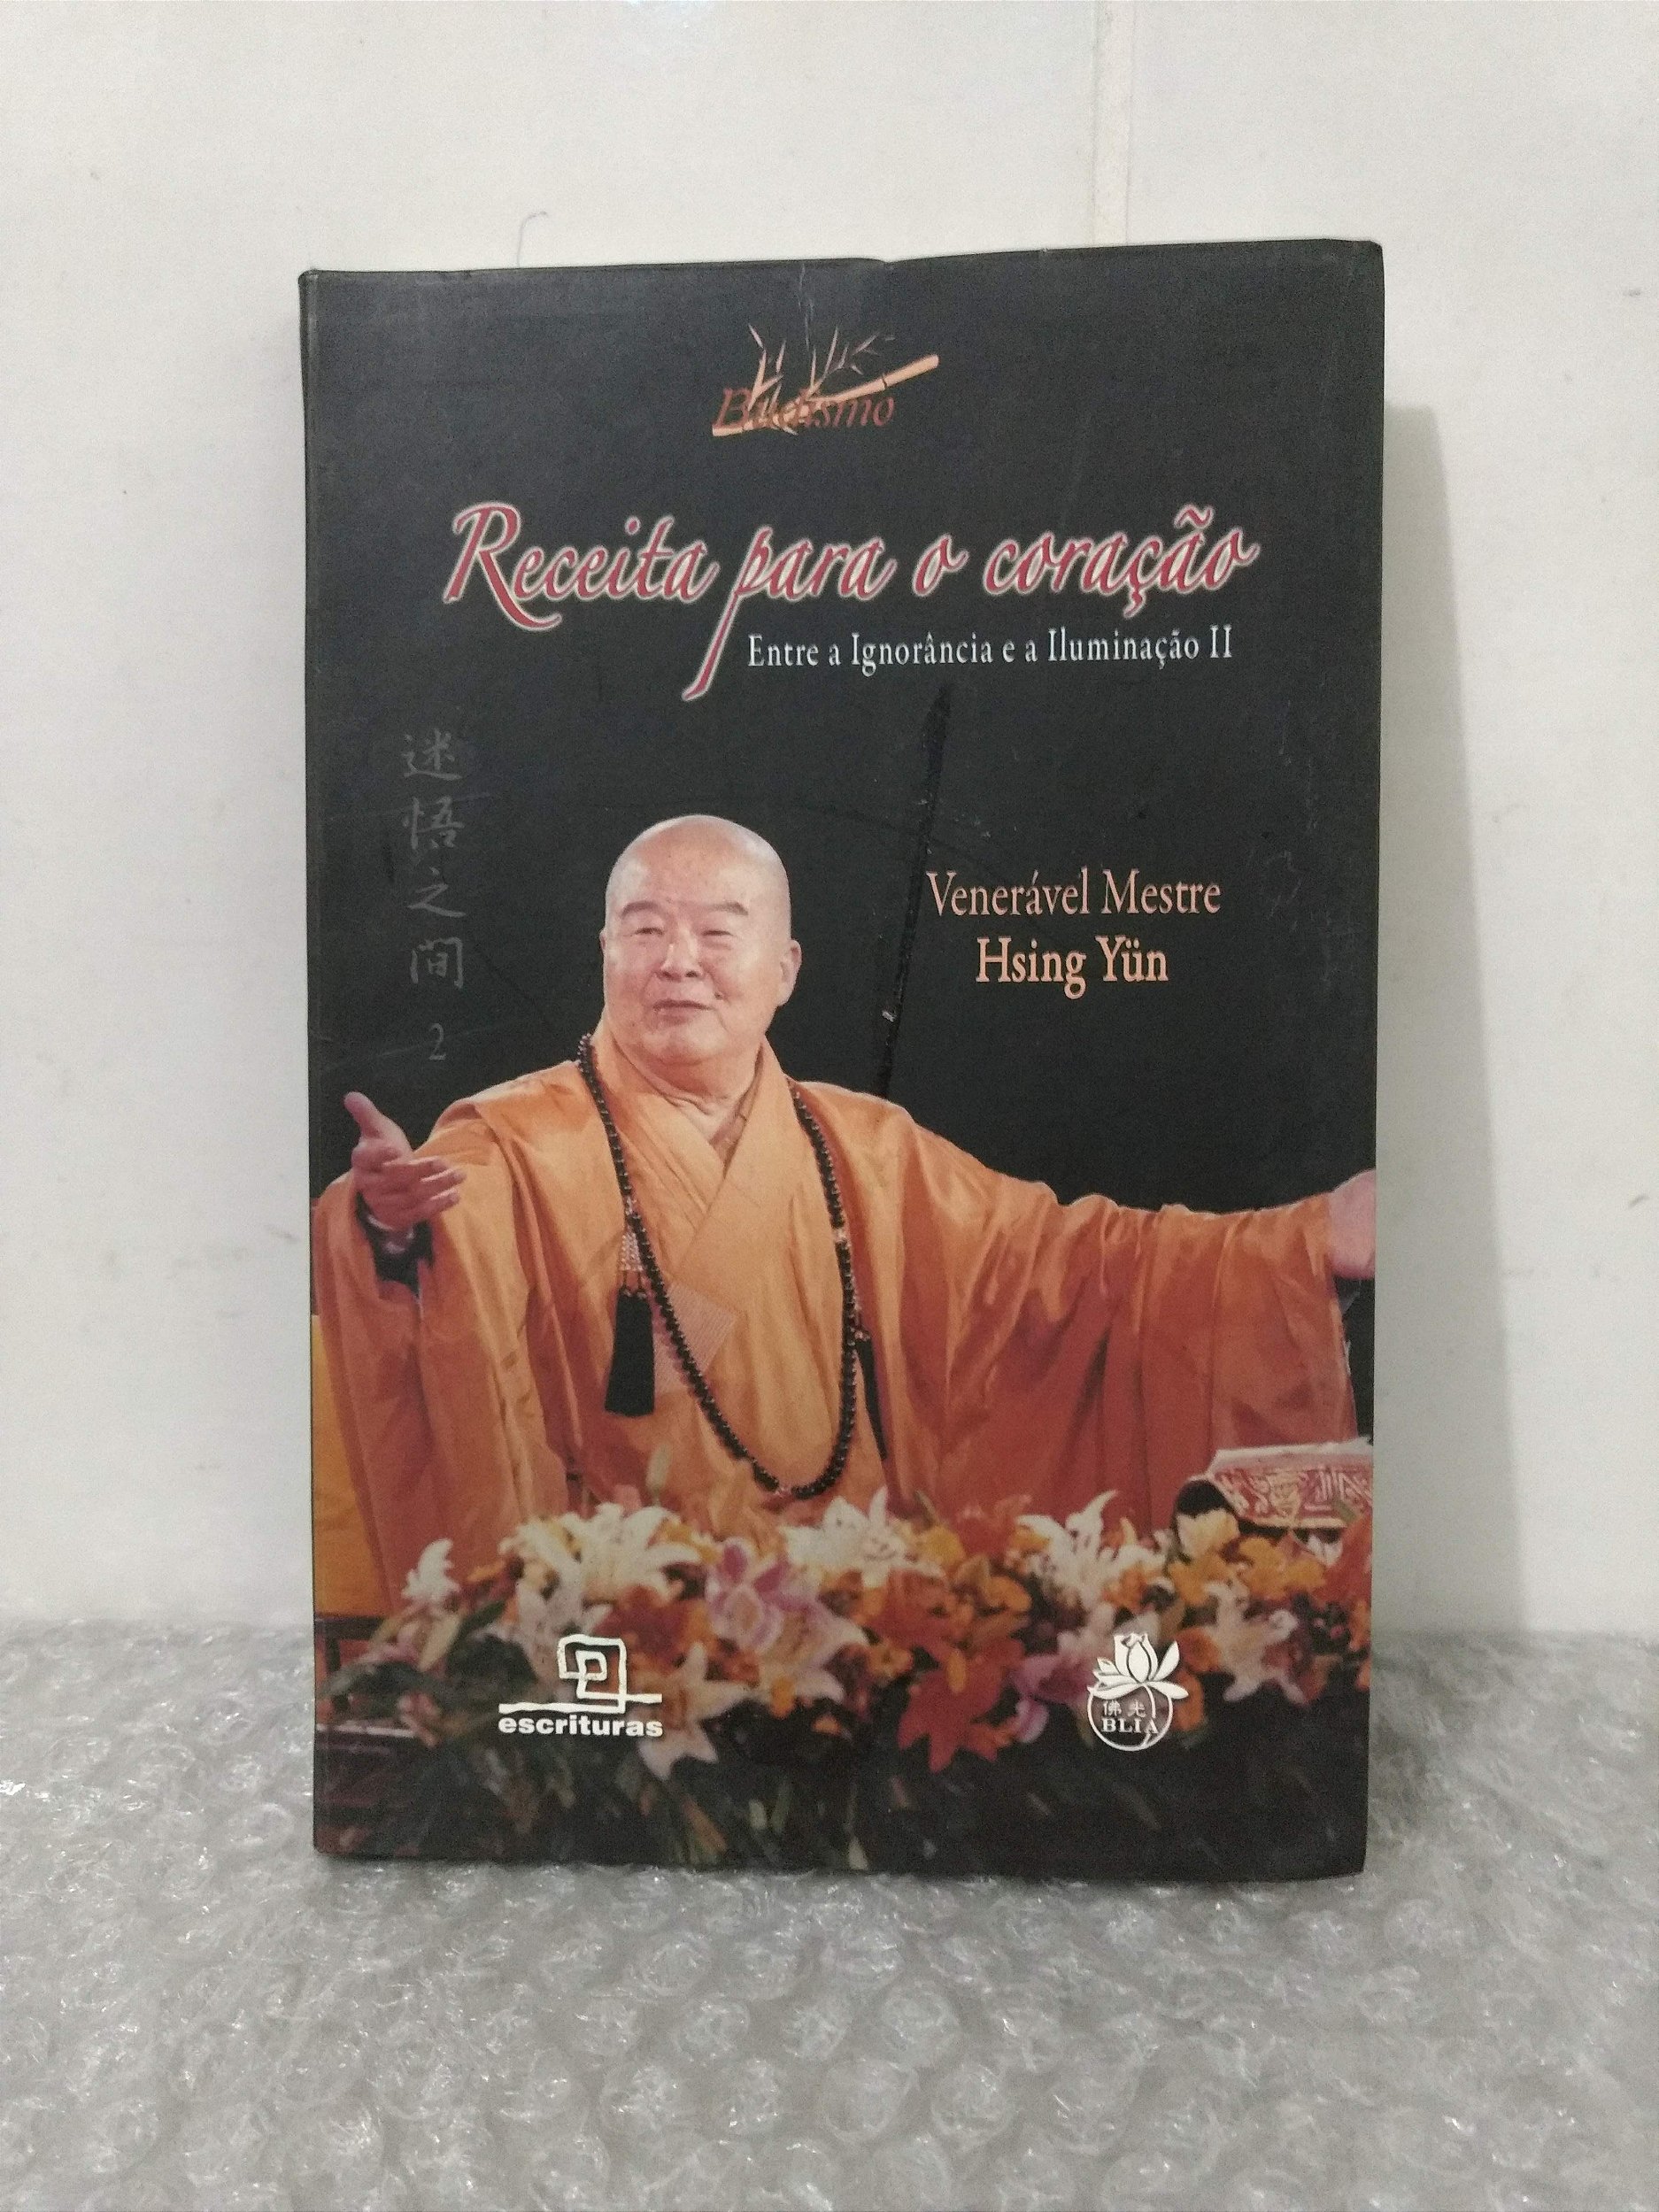 Budismo
Receita para o coração
Entre a Ignorância e a Iluminação II
迷
悟
之
間
2
Venerável Mestre
Hsing Yün
escrituras
佛光
BLIA